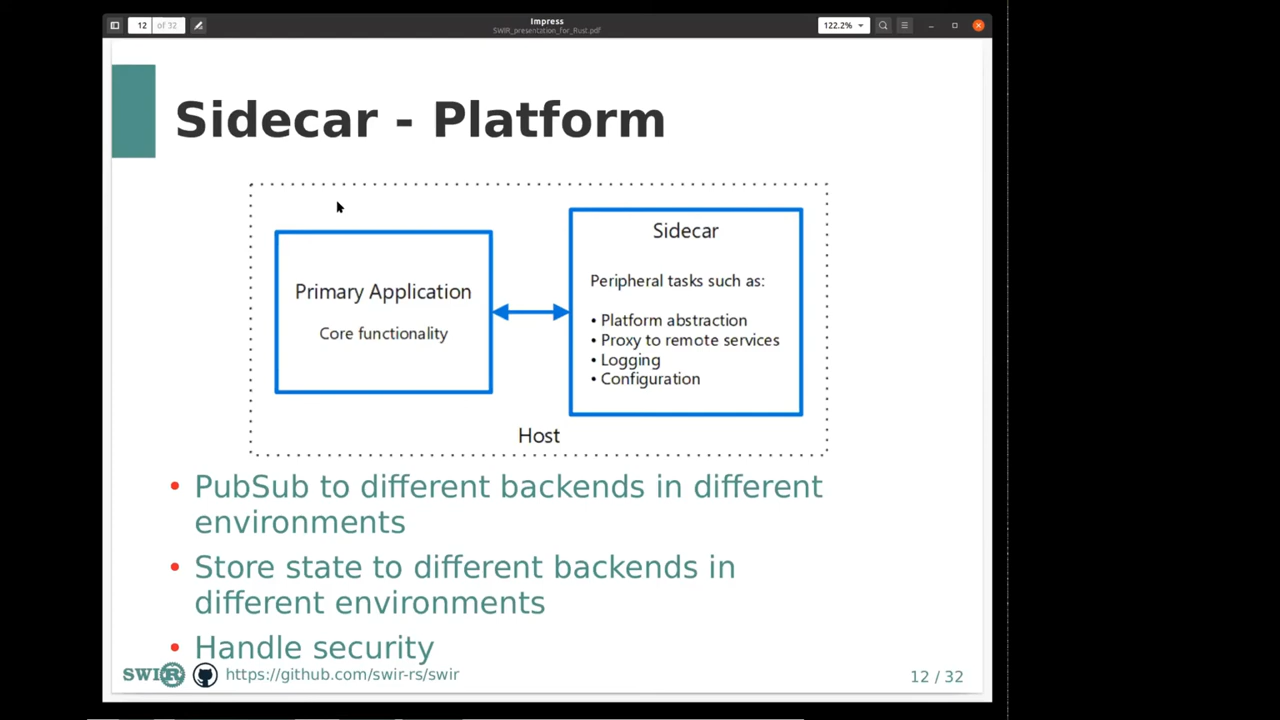 12 of 32
Impress
SWIR_presentation_for_Rust.pdf
122.2%
Sidecar - Platform
Primary Application
Core functionality
Sidecar
Peripheral tasks such as:
• Platform abstraction
• Proxy to remote services
• Logging
• Configuration
Host
• PubSub to different backends in different
environments
• Store state to different backends in
different environments
• Handle security
SWIR
https://github.com/swir-rs/swir
12 / 32